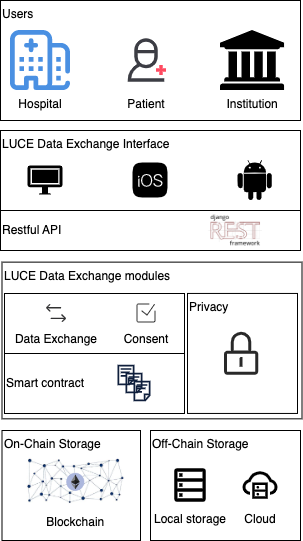 Users
Hospital
Patient
Institution
LUCE Data Exchange Interface
iOS
Restful API
django
REST
framework
LUCE Data Exchange modules
Data Exchange
Consent
Privacy
Smart contract
On-Chain Storage
Off-Chain Storage
Blockchain
Local storage
Cloud